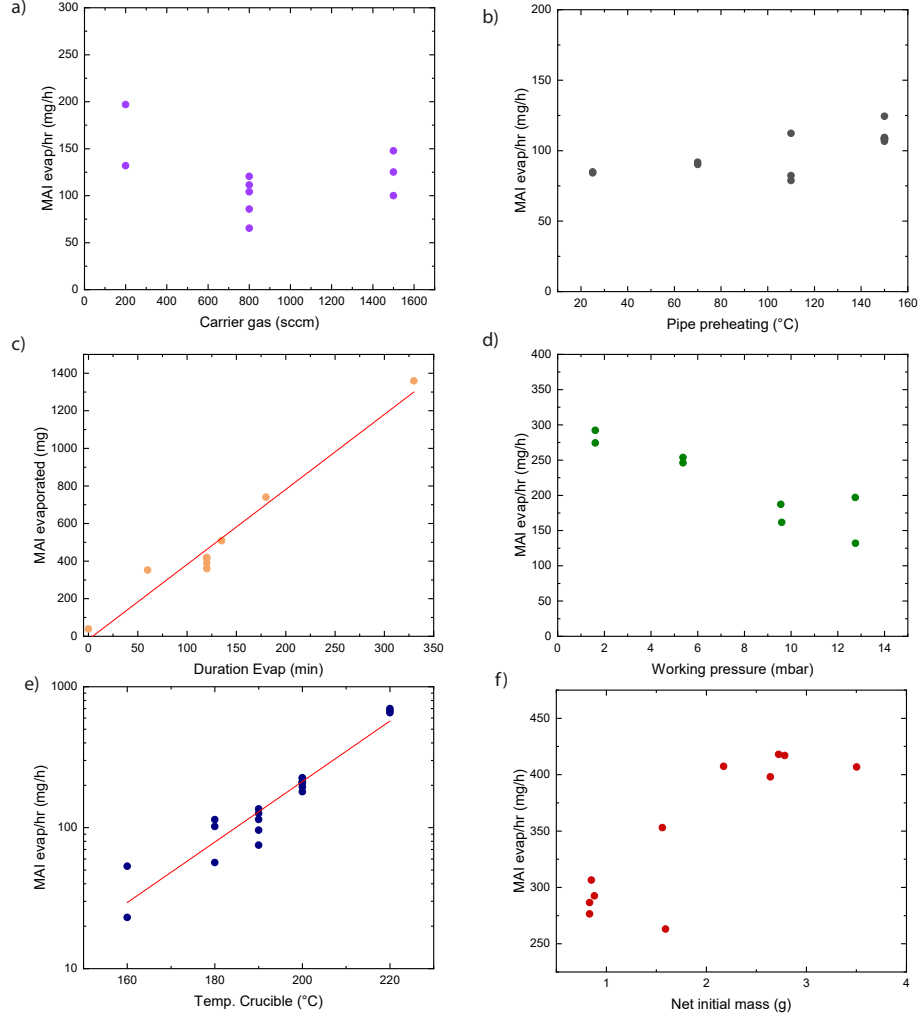 a)
300
250
200
150
100
50
0
MAI evap/hr (mg/h)
0 200 400 600 800 1000 1200 1400 1600
Carrier gas (sccm)
b)
200
150
100
50
0
MAI evap/hr (mg/h)
20 40 60 80 100 120 140 160
Pipe preheating (°C)
c)
1400
1200
1000
800
600
400
200
0
MAI evaporated (mg)
0 50 100 150 200 250 300 350
Duration Evap (min)
d)
400
350
300
250
200
150
100
50
0
MAI evap/hr (mg/h)
0 2 4 6 8 10 12 14
Working pressure (mbar)
e)
1000
100
10
MAI evap/hr (mg/h)
160 180 200 220
Temp. Crucible (°C)
f)
450
400
350
300
250
MAI evap/hr (mg/h)
1 2 3 4
Net initial mass (g)